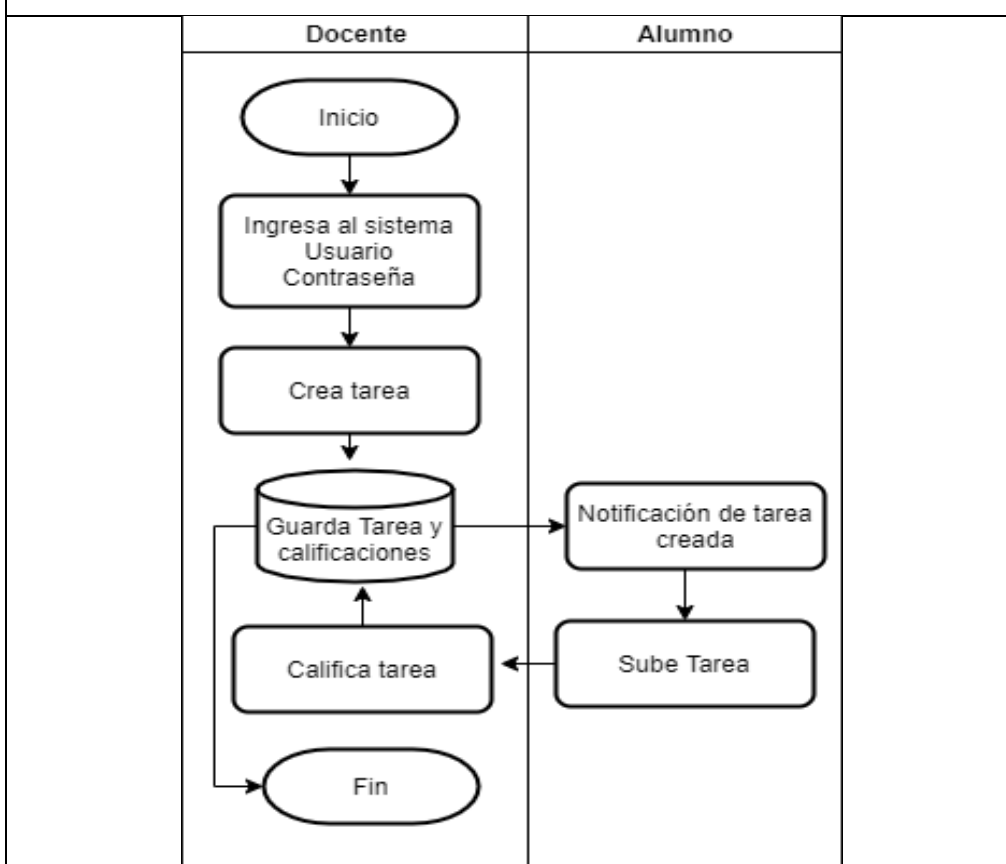 Docente
Alumno
Inicio
Ingresa al sistema
Usuario
Contraseña
Crea tarea
Guarda Tarea y
calificaciones
Notificación de tarea
creada
Califica tarea
Sube Tarea
Fin